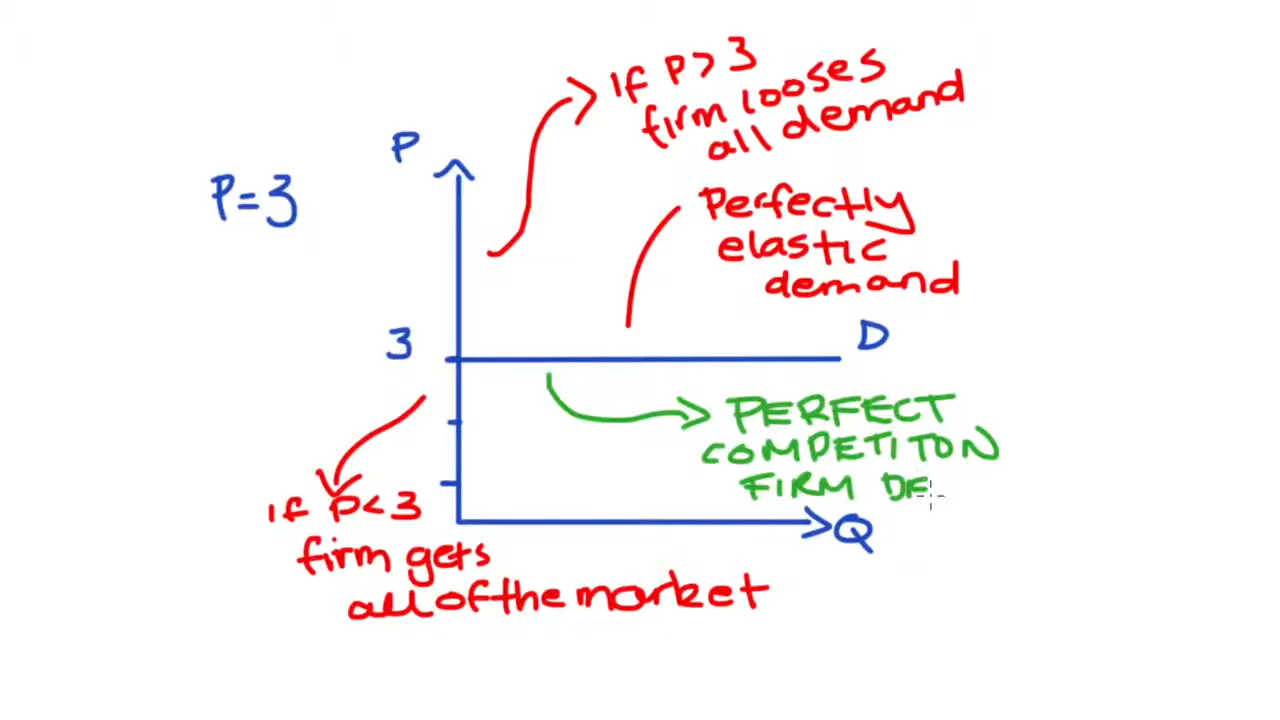 if P > 3
firm looses
all demand
P
P = 3
Perfectly
elastic
demand
3
D
PERFECT
COMPETITON
FIRM DE
if P < 3
firm gets
all of the market
Q